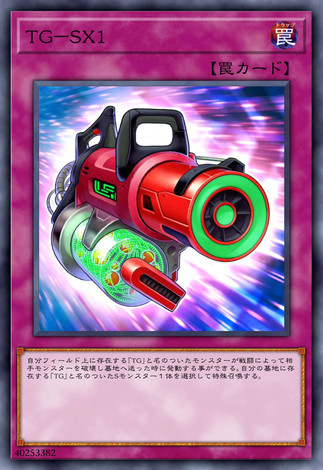 TG－SX1
トラップ
罠
【罠カード】
自分フィールド上に存在する「TG」と名のついたモンスターが戦闘によって相
手モンスターを破壊し墓地へ送った時に発動する事ができる。自分の墓地に存
在する「TG」と名のついたSモンスター１体を選択して特殊召喚する。
40253382